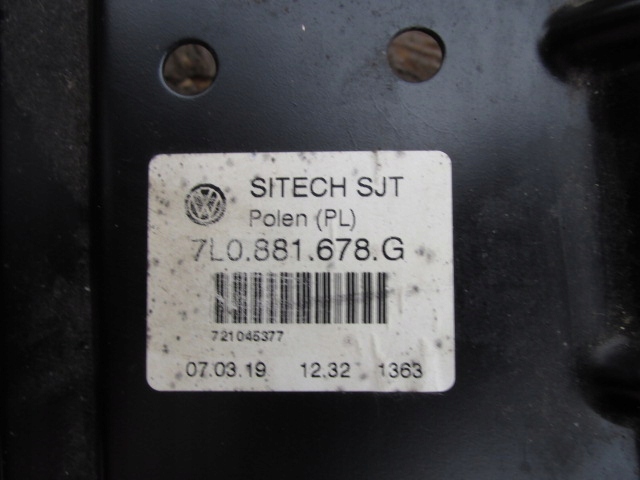 SITECH SJT
Polen (PL)
7L0.881.678.G
721045377
07.03.19 12.32 1363